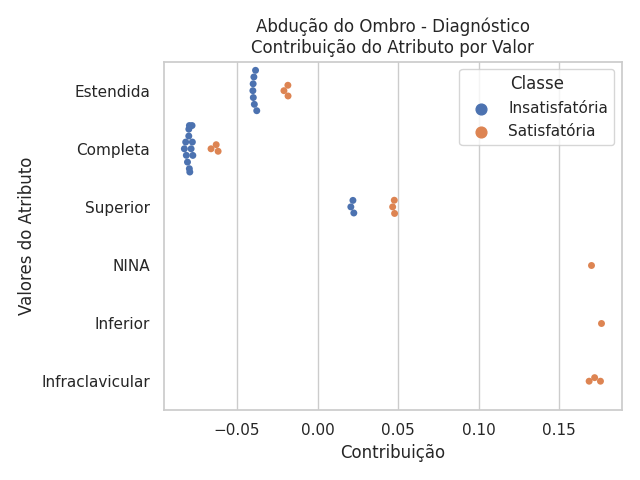 Abdução do Ombro - Diagnóstico
Contribuição do Atributo por Valor
Classe
Insatisfatória
Satisfatória
Valores do Atributo
Estendida
Completa
Superior
NINA
Inferior
Infraclavicular
−0.05
0.00
0.05
0.10
0.15
Contribuição